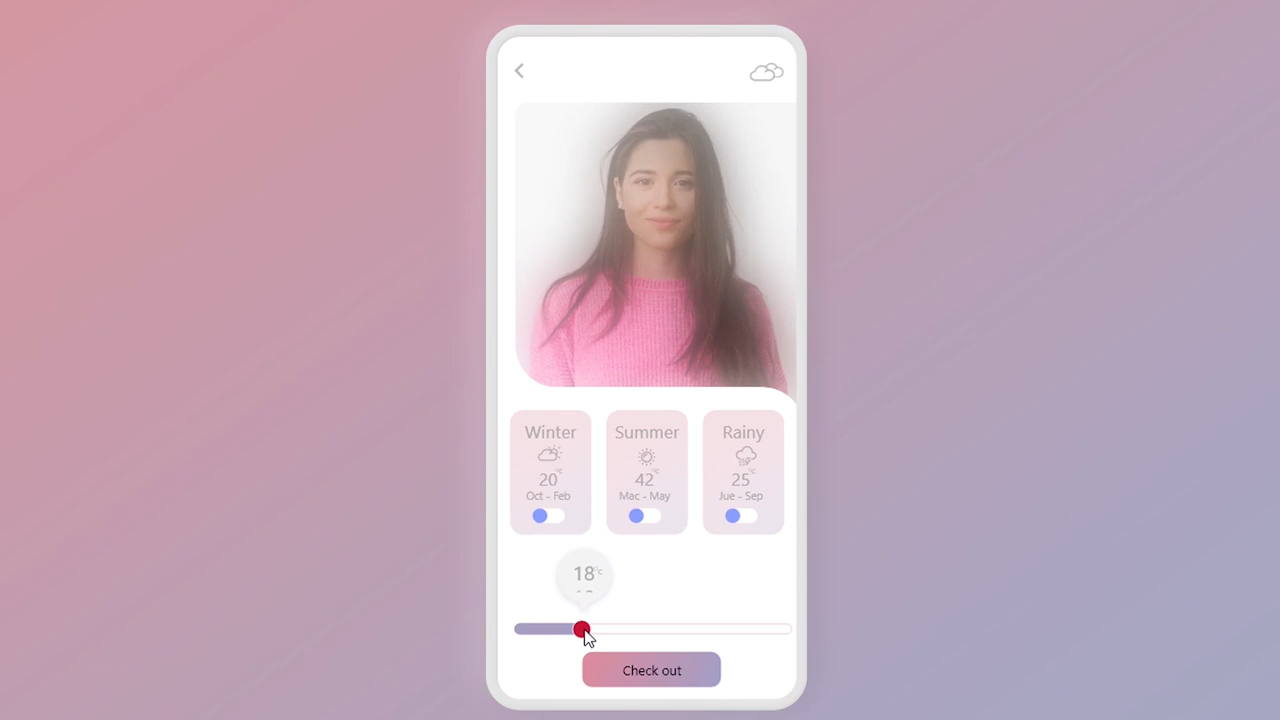 Winter Summer Rainy
20°c 42°c 25°c
Oct - Feb Mac - May Jue - Sep
18°c
Check out